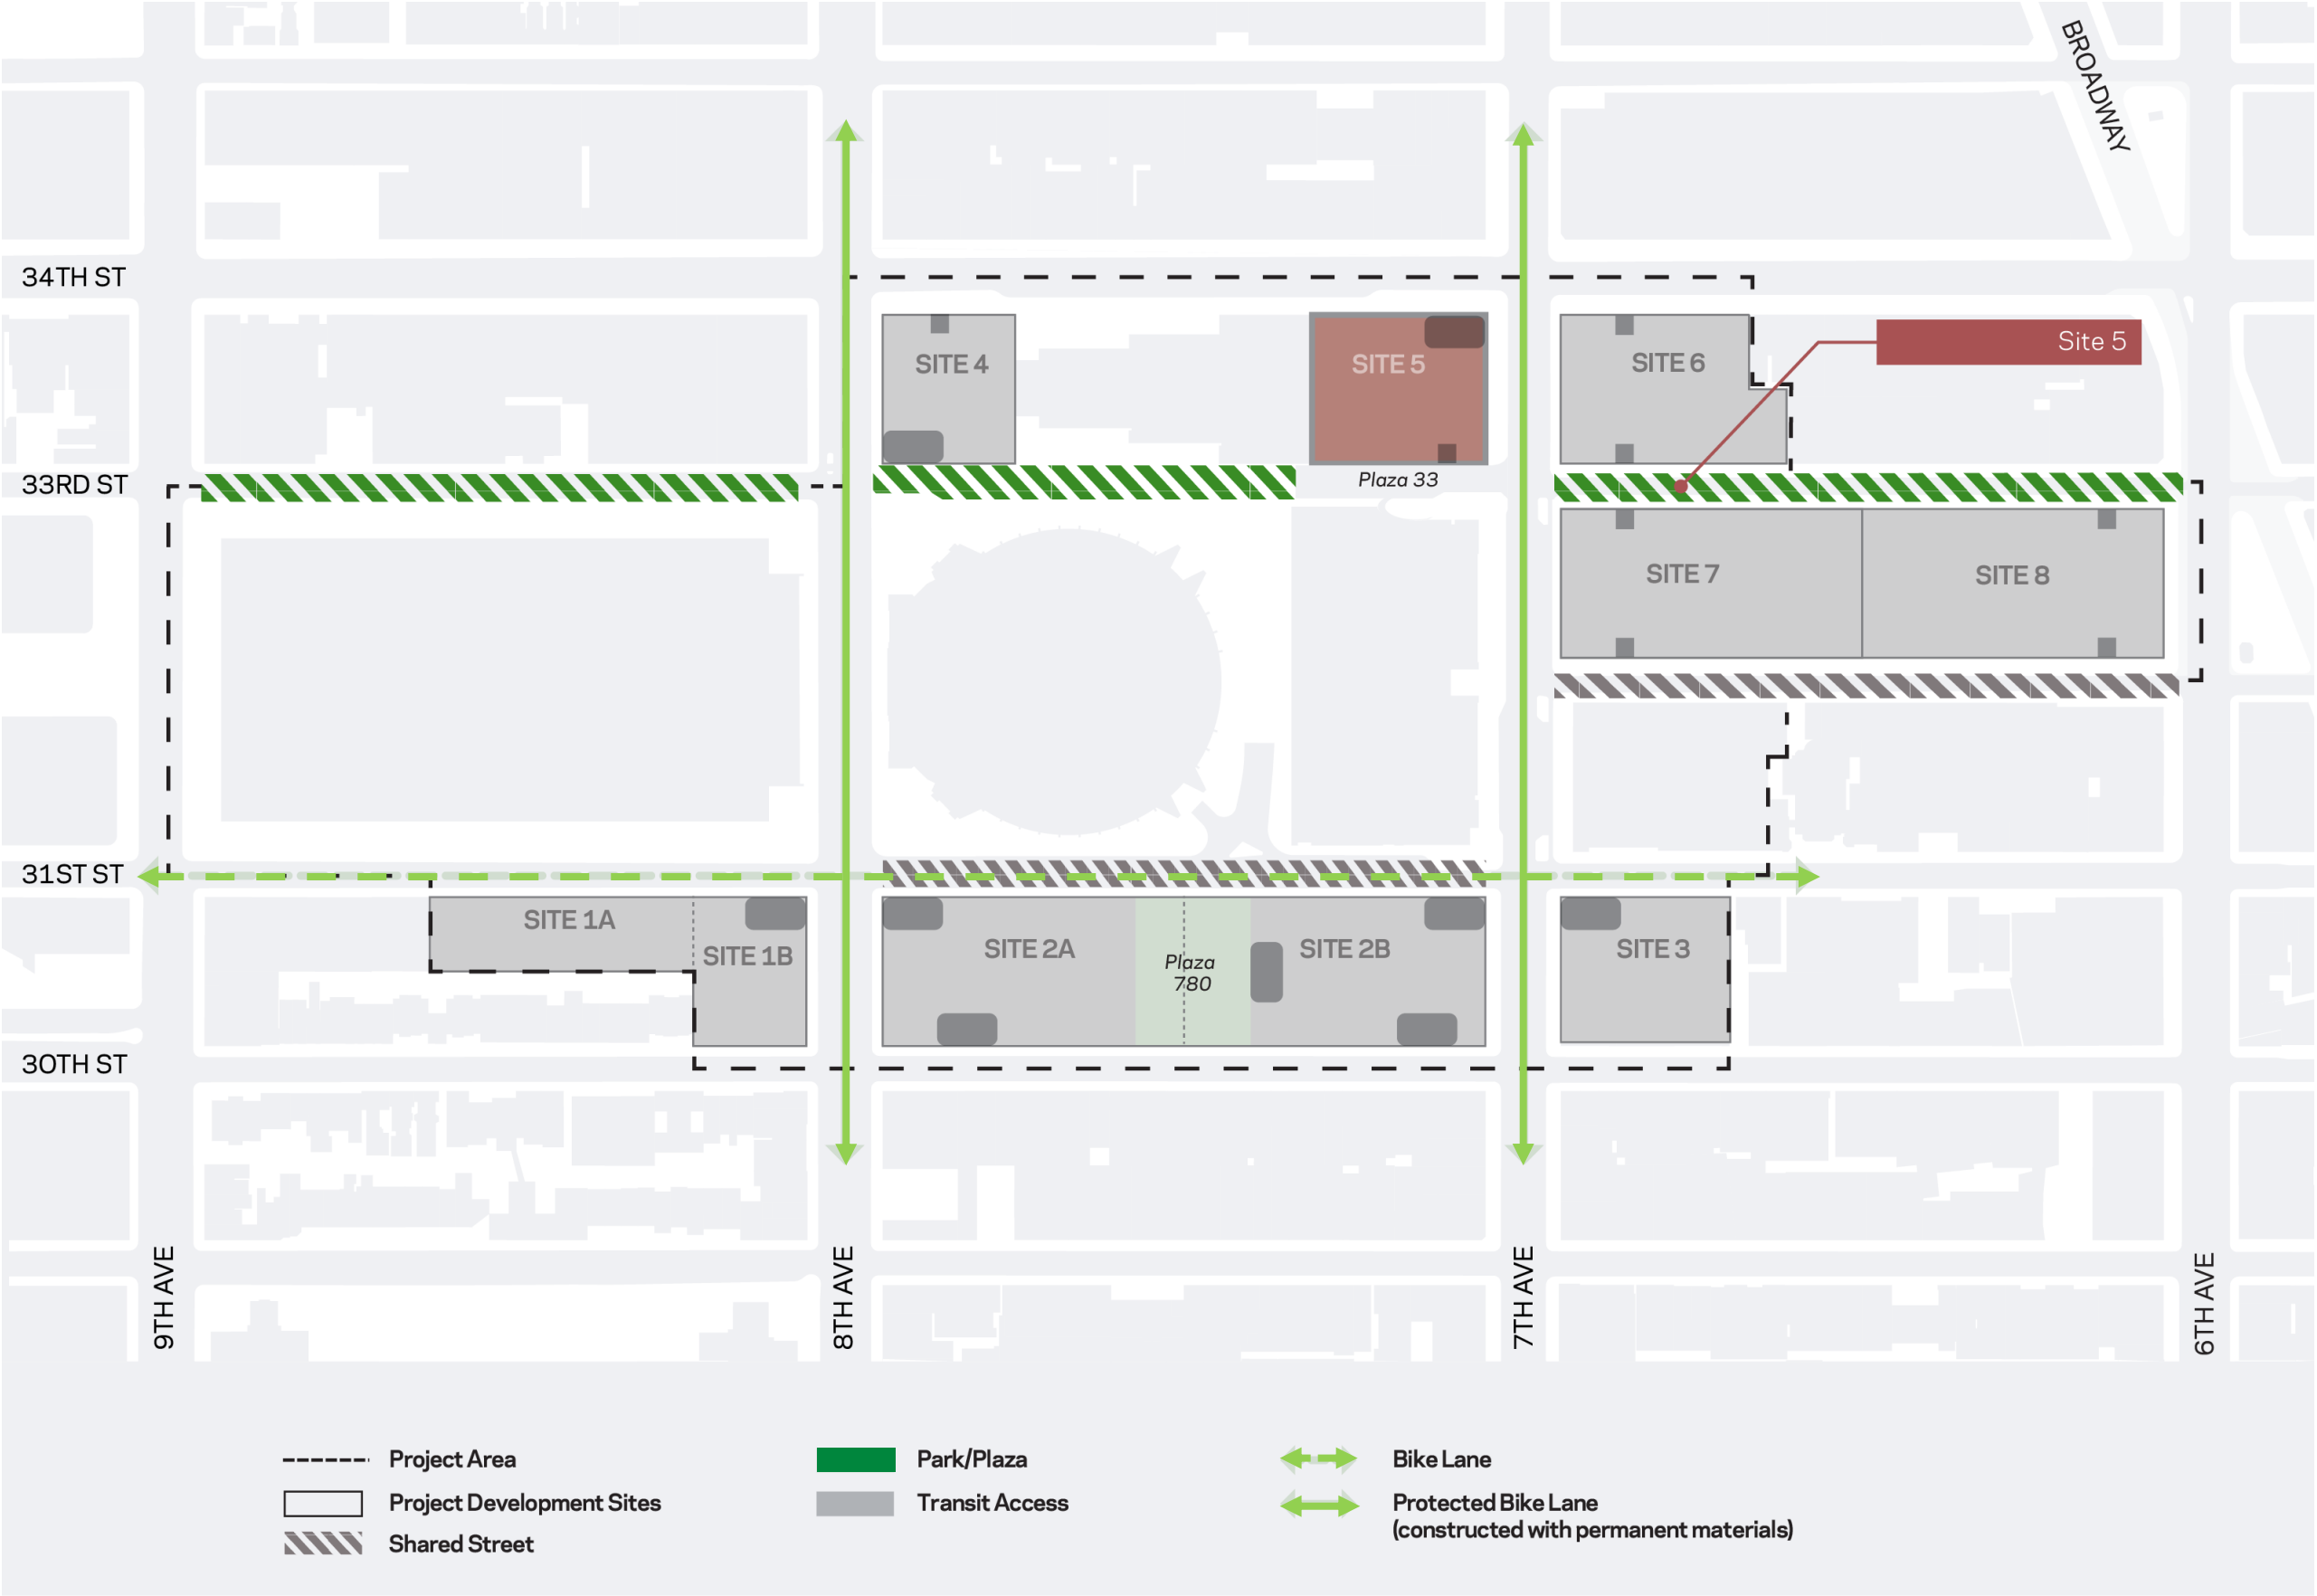 BROADWAY
34TH ST
SITE 4
SITE 5
SITE 6
Site 5
33RD ST
Plaza 33
SITE 7
SITE 8
31ST ST
SITE 1A
SITE 1B
SITE 2A
Plaza
780
SITE 2B
SITE 3
30TH ST
9TH AVE
8TH AVE
7TH AVE
6TH AVE
Project Area
Project Development Sites
Shared Street
Park/Plaza
Transit Access
Bike Lane
Protected Bike Lane
(constructed with permanent materials)